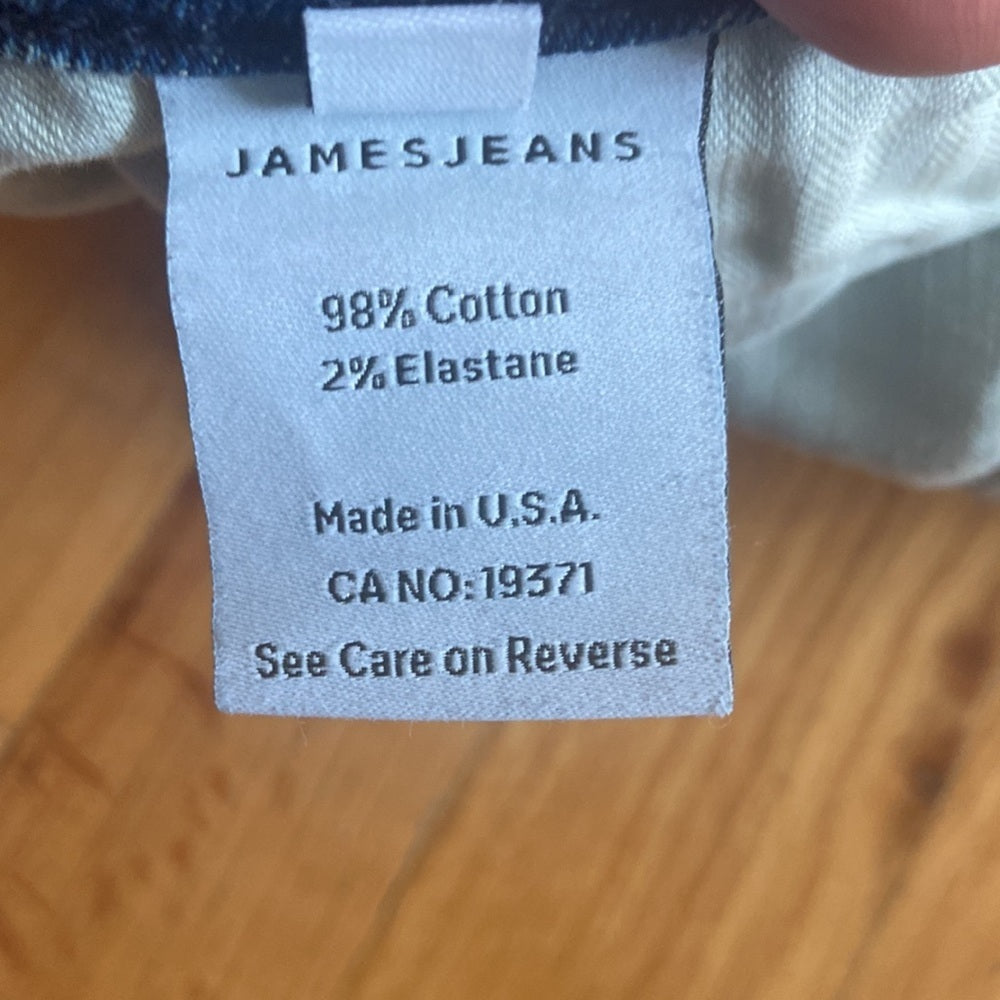 JAMESJEANS
98% Cotton
2% Elastane
Made in U.S.A.
CA NO:19371
See Care on Reverse